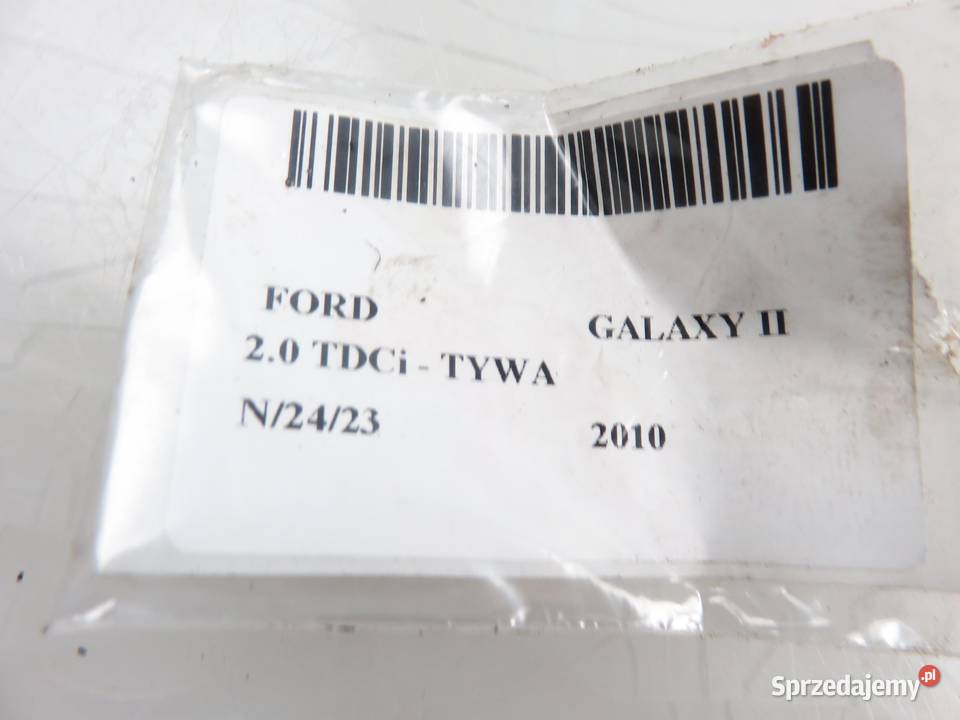 FORD GALAXY II
2.0 TDCi - TYWA
N/24/23 2010
Sprzedajemy.pl